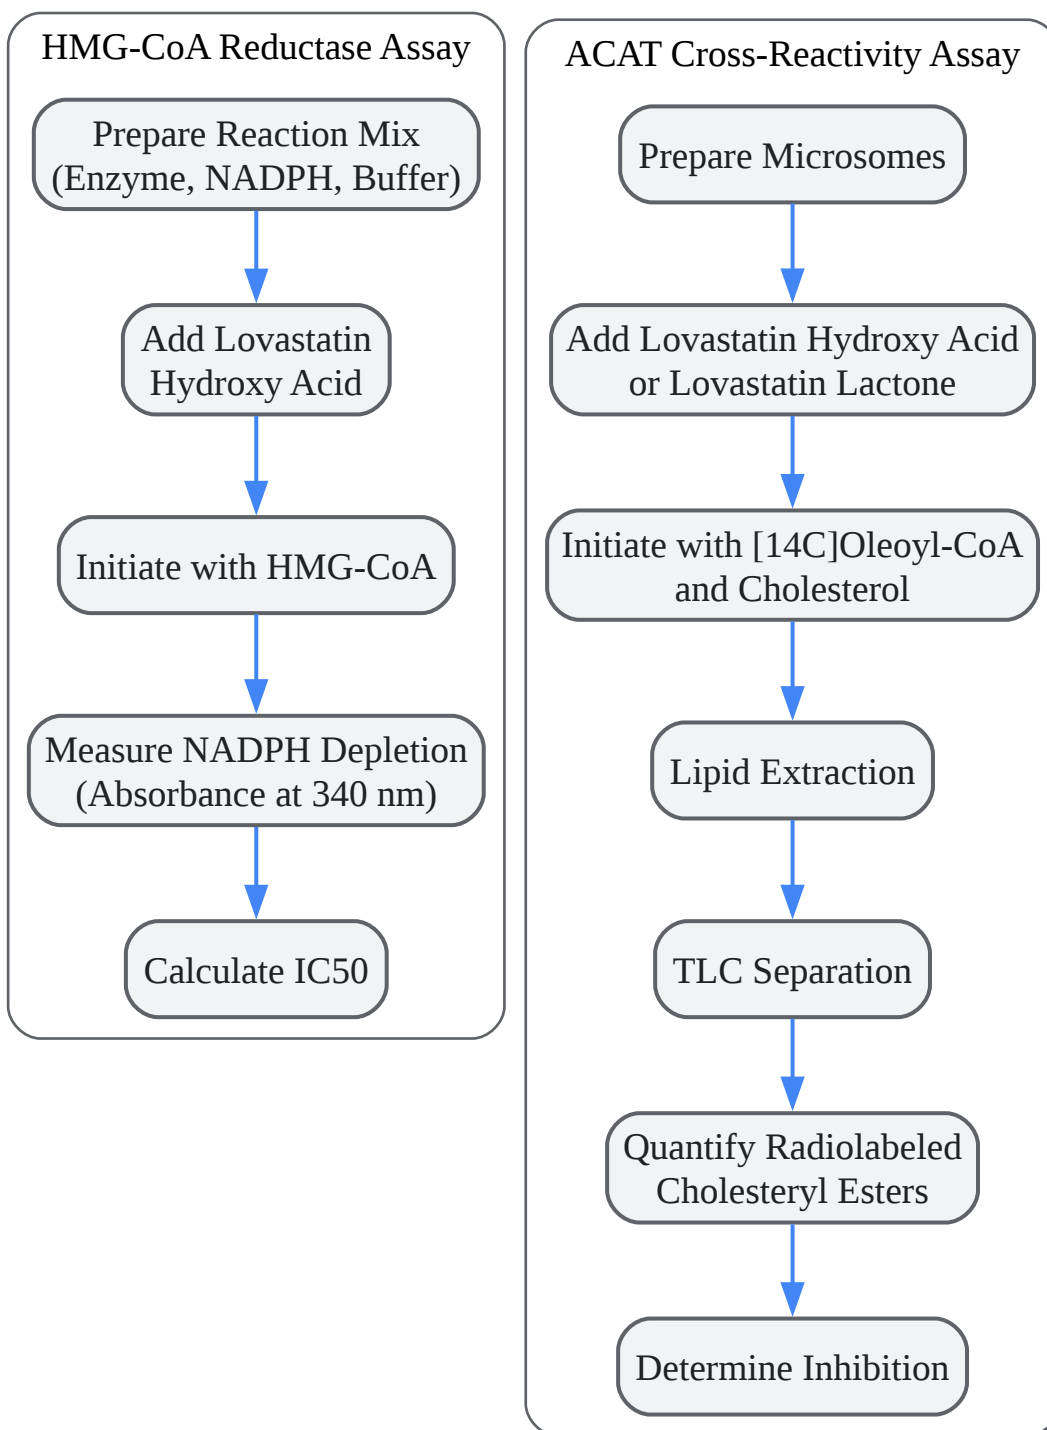 HMG-CoA Reductase Assay
Prepare Reaction Mix
(Enzyme, NADPH, Buffer)
Add Lovastatin
Hydroxy Acid
Initiate with HMG-CoA
Measure NADPH Depletion
(Absorbance at 340 nm)
Calculate IC50
ACAT Cross-Reactivity Assay
Prepare Microsomes
Add Lovastatin Hydroxy Acid
or Lovastatin Lactone
Initiate with [14C]Oleoyl-CoA
and Cholesterol
Lipid Extraction
TLC Separation
Quantify Radiolabeled
Cholesteryl Esters
Determine Inhibition